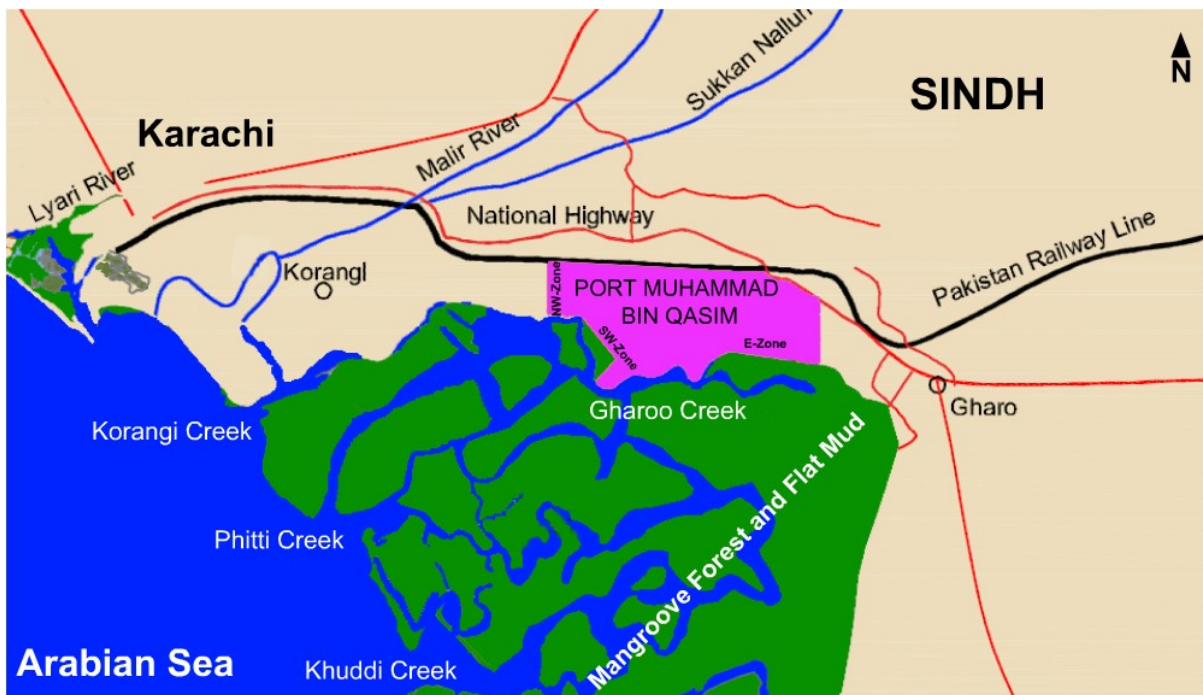 N
SINDH
Karachi
Sukkan Nalluh
Malir River
Lyari River
National Highway
Pakistan Railway Line
Korangl
PORT MUHAMMAD
BIN QASIM
NW-Zone
SW-Zone
E-Zone
Gharo
Gharoo Creek
Korangi Creek
Phitti Creek
Mangroove Forest and Flat Mud
Khuddi Creek
Arabian Sea